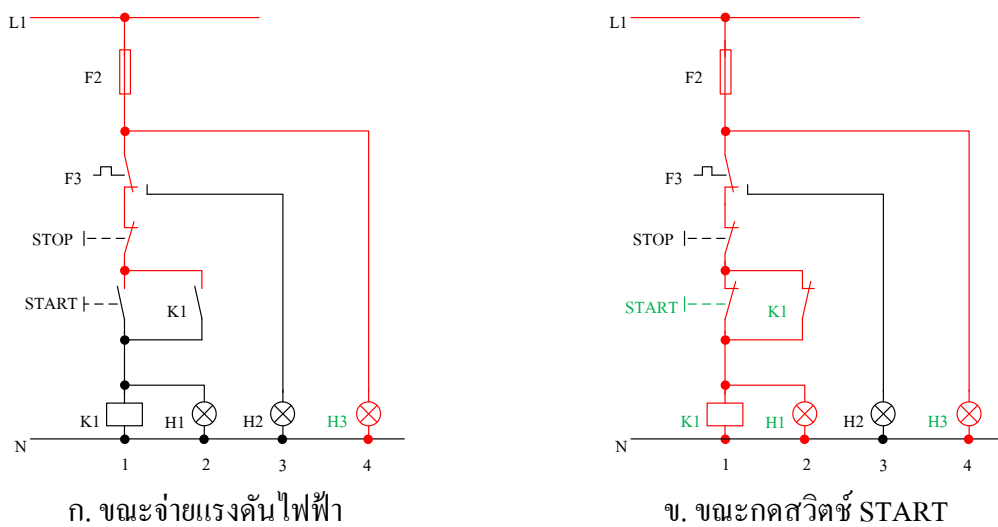 L1
F2
F3
STOP
START
K1
K1
H1
H2
H3
N
1 2 3 4
ก. ขณะจ่ายแรงดันไฟฟ้า
L1
F2
F3
STOP
START
K1
K1
H1
H2
H3
N
1 2 3 4
ข. ขณะกดสวิตช์ START